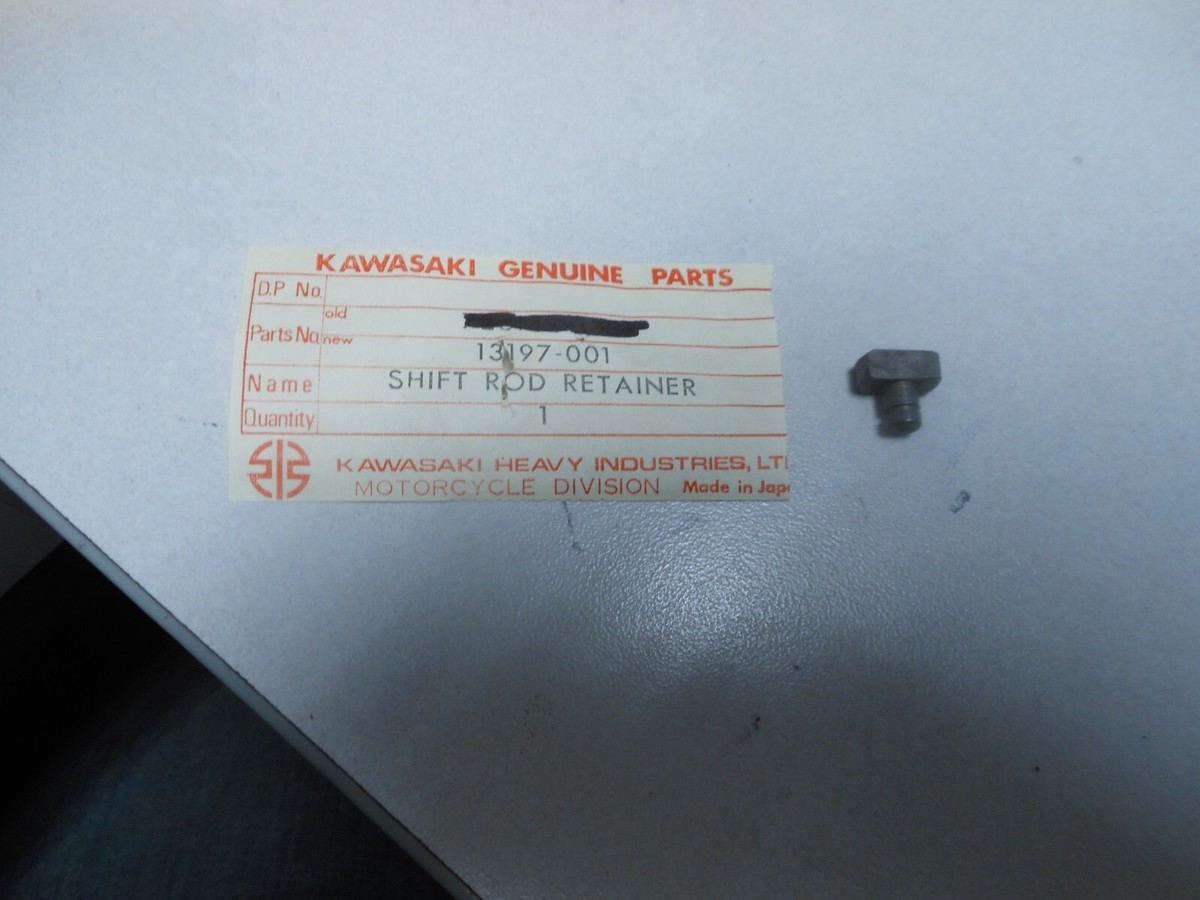 KAWASAKI GENUINE PARTS
D.P No.
Parts No. old
new 13197-001
Name SHIFT ROD RETAINER
Quantity 1
KAWASAKI HEAVY INDUSTRIES, LT
MOTORCYCLE DIVISION Made in Jap